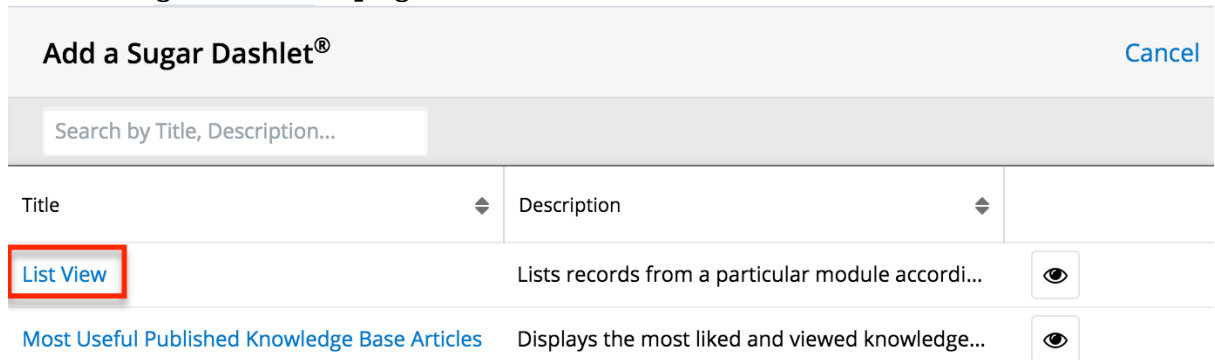 Add a Sugar Dashlet®
Cancel
Search by Title, Description...
Title
Description
List View
Lists records from a particular module accordi...
Most Useful Published Knowledge Base Articles
Displays the most liked and viewed knowledge...